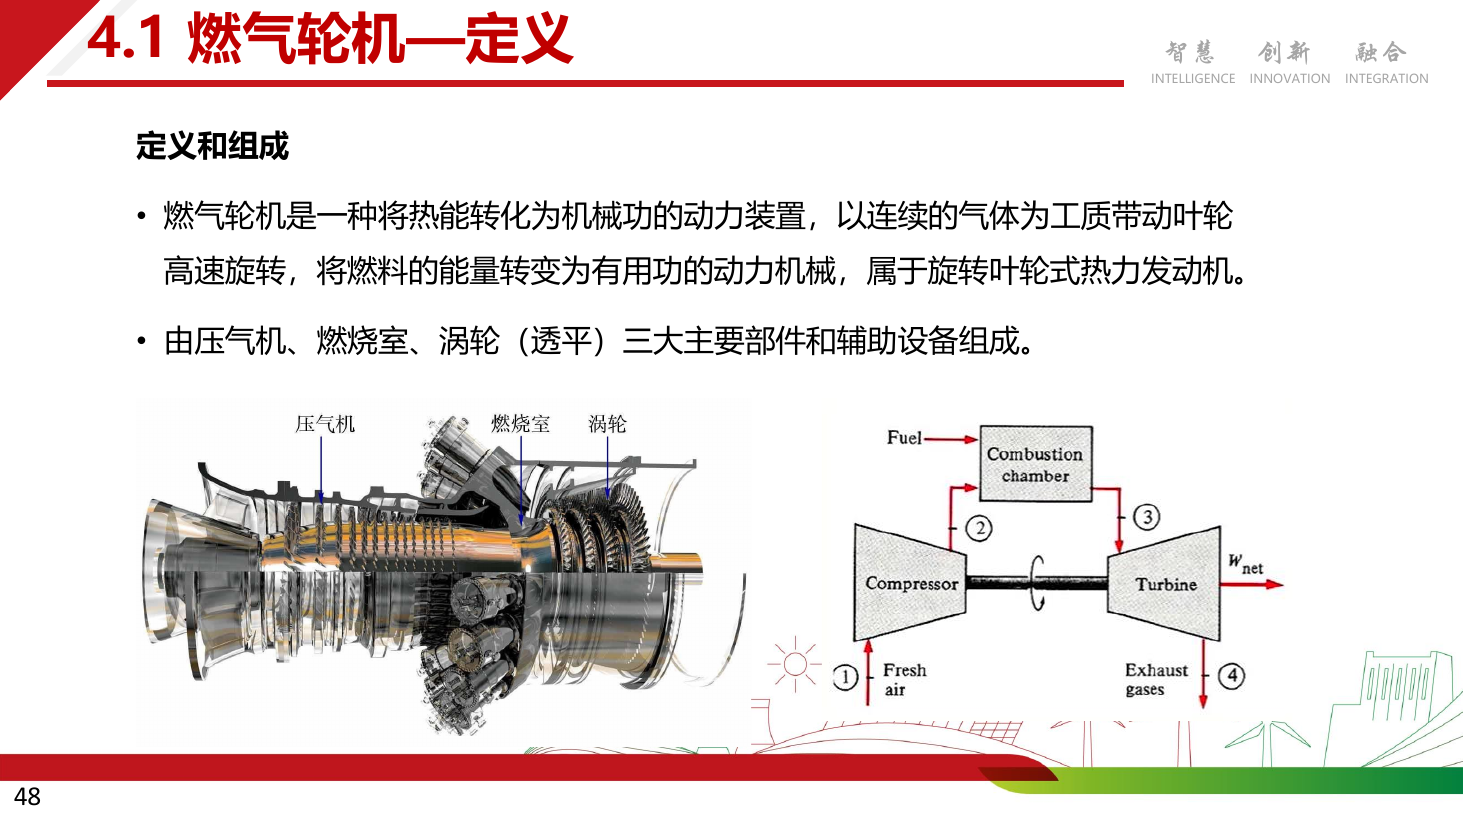 4.1 燃气轮机—定义
智慧 创新 融合
INTELLIGENCE INNOVATION INTEGRATION
定义和组成
• 燃气轮机是一种将热能转化为机械功的动力装置，以连续的气体为工质带动叶轮
高速旋转，将燃料的能量转变为有用功的动力机械，属于旋转叶轮式热力发动机。
• 由压气机、燃烧室、涡轮（透平）三大主要部件和辅助设备组成。
压气机 燃烧室 涡轮
Fuel
Combustion
chamber
2
3
Compressor
Turbine
Wnet
1
Fresh
air
Exhaust
gases
4
48